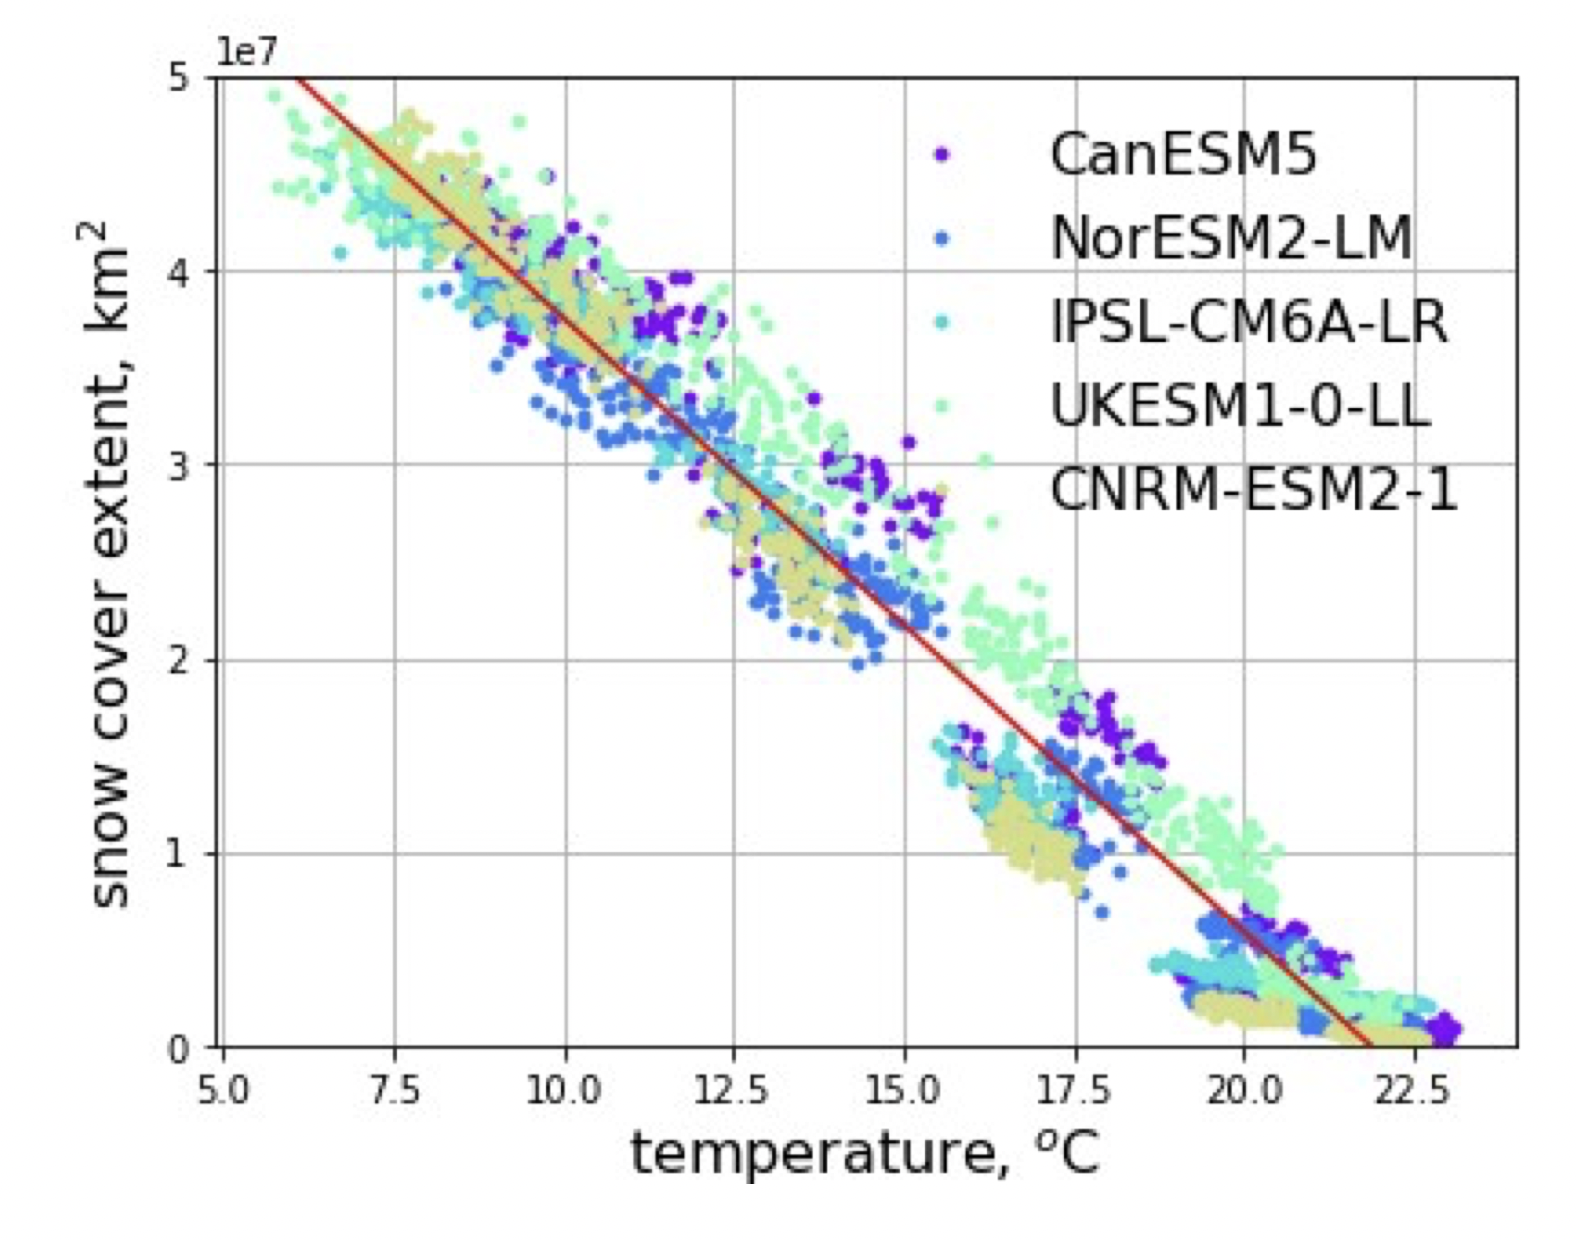 1e7
5
4
3
2
1
0
snow cover extent, km²
CanESM5
NorESM2-LM
IPSL-CM6A-LR
UKESM1-0-LL
CNRM-ESM2-1
5.0 7.5 10.0 12.5 15.0 17.5 20.0 22.5
temperature, °C